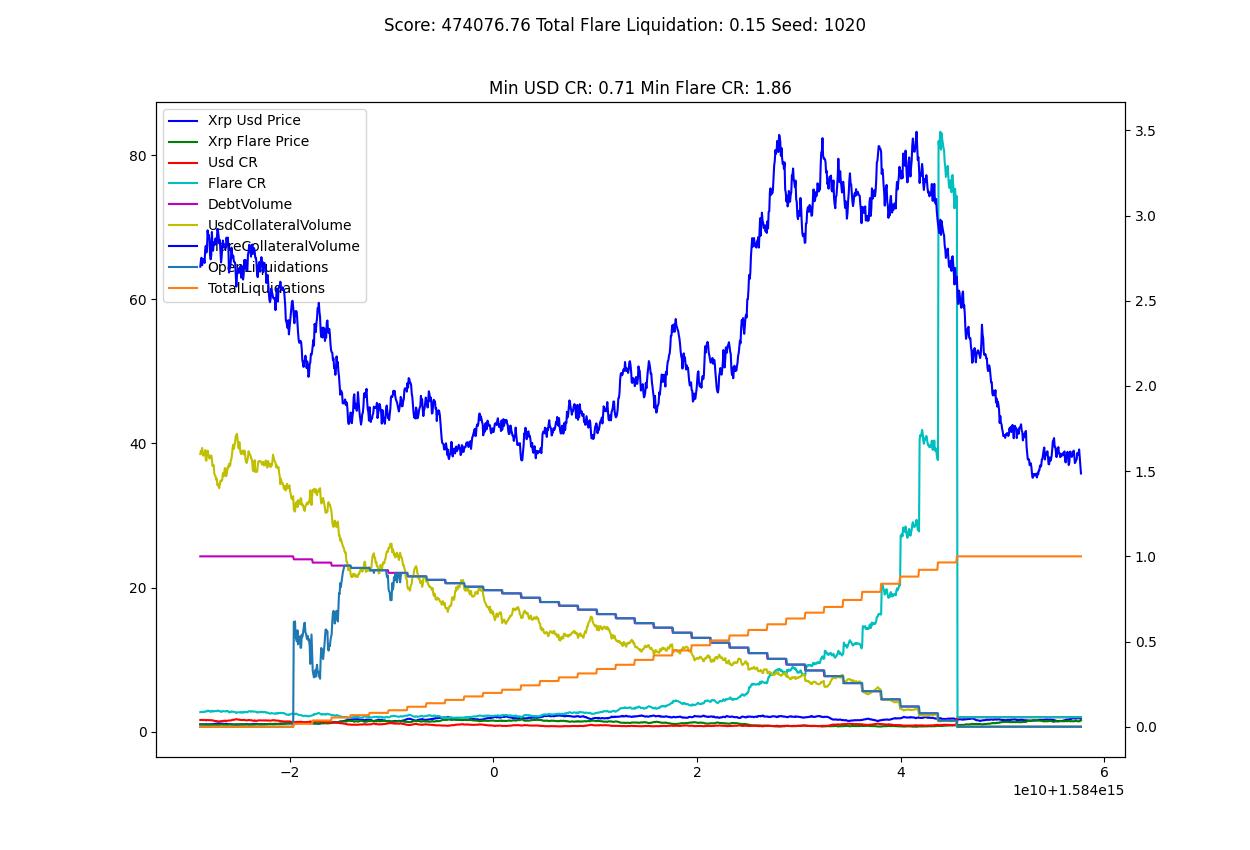 Score: 474076.76 Total Flare Liquidation: 0.15 Seed: 1020
Min USD CR: 0.71 Min Flare CR: 1.86
Xrp Usd Price
Xrp Flare Price
Usd CR
Flare CR
DebtVolume
UsdCollateralVolume
FlareCollateralVolume
OpenLiquidations
TotalLiquidations
80
60
40
20
0
3.5
3.0
2.5
2.0
1.5
1.0
0.5
0.0
−2
0
2
4
6
1e10+1.584e15